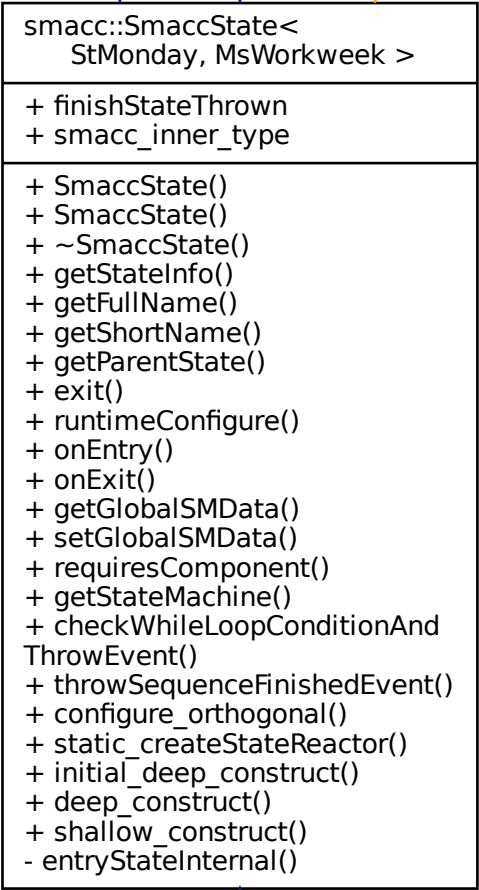 smacc::SmaccState<
StMonday, MsWorkweek >
+ finishStateThrown
+ smacc_inner_type
+ SmaccState()
+ SmaccState()
+ ~SmaccState()
+ getStateInfo()
+ getFullName()
+ getShortName()
+ getParentState()
+ exit()
+ runtimeConfigure()
+ onEntry()
+ onExit()
+ getGlobalSMData()
+ setGlobalSMData()
+ requiresComponent()
+ getStateMachine()
+ checkWhileLoopConditionAnd
ThrowEvent()
+ throwSequenceFinishedEvent()
+ configure_orthogonal()
+ static_createStateReactor()
+ initial_deep_construct()
+ deep_construct()
+ shallow_construct()
- entryStateInternal()